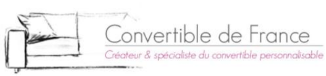 Convertible de France
Créateur & spécialiste du convertible personnalisable